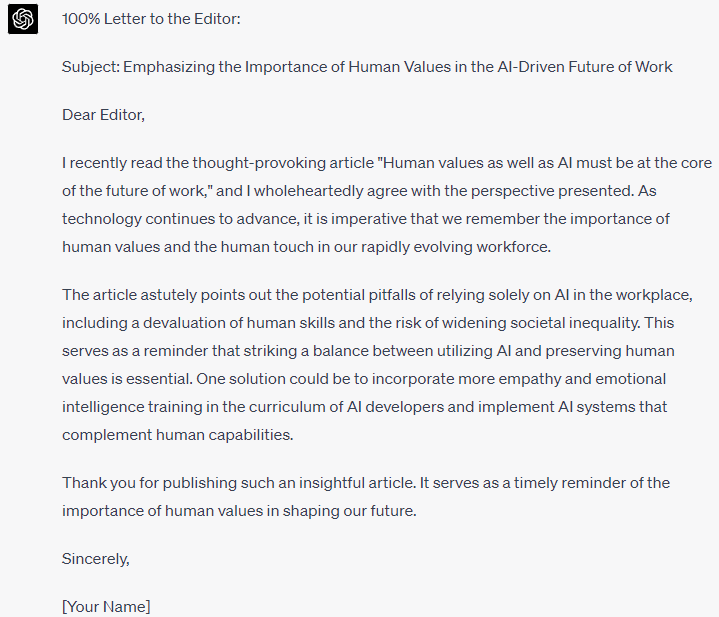 100% Letter to the Editor:
Subject: Emphasizing the Importance of Human Values in the AI-Driven Future of Work
Dear Editor,
I recently read the thought-provoking article "Human values as well as AI must be at the core
of the future of work," and I wholeheartedly agree with the perspective presented. As
technology continues to advance, it is imperative that we remember the importance of
human values and the human touch in our rapidly evolving workforce.
The article astutely points out the potential pitfalls of relying solely on AI in the workplace,
including a devaluation of human skills and the risk of widening societal inequality. This
serves as a reminder that striking a balance between utilizing AI and preserving human
values is essential. One solution could be to incorporate more empathy and emotional
intelligence training in the curriculum of AI developers and implement AI systems that
complement human capabilities.
Thank you for publishing such an insightful article. It serves as a timely reminder of the
importance of human values in shaping our future.
Sincerely,
[Your Name]